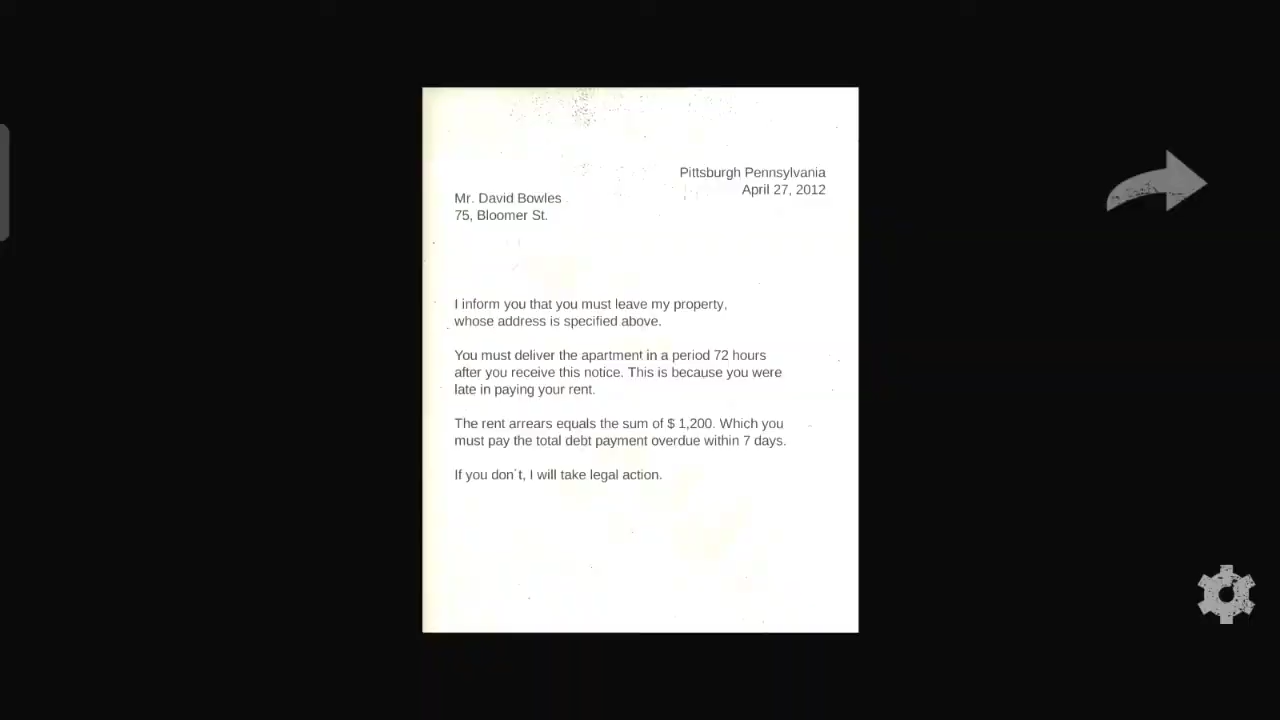 Pittsburgh Pennsylvania
April 27, 2012
Mr. David Bowles
75, Bloomer St.
I inform you that you must leave my property,
whose address is specified above.
You must deliver the apartment in a period 72 hours
after you receive this notice. This is because you were
late in paying your rent.
The rent arrears equals the sum of $ 1,200. Which you
must pay the total debt payment overdue within 7 days.
If you don`t, I will take legal action.